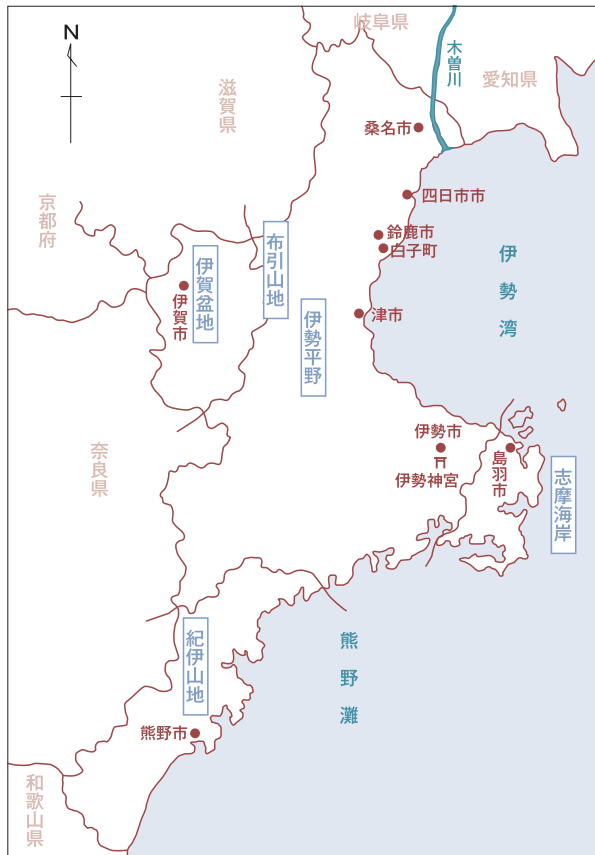 N
岐阜県
木曽川
愛知県
滋賀県
桑名市
四日市市
京都府
鈴鹿市
白子町
布引山地
伊賀盆地
伊賀市
伊勢湾
津市
伊勢平野
伊勢市
伊勢神宮
鳥羽市
志摩海岸
奈良県
紀伊山地
熊野灘
熊野市
和歌山県